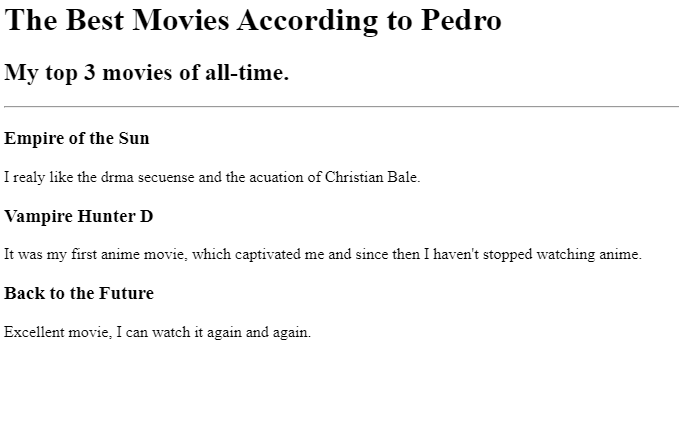 The Best Movies According to Pedro
My top 3 movies of all-time.
Empire of the Sun
I realy like the drma secuense and the acuation of Christian Bale.
Vampire Hunter D
It was my first anime movie, which captivated me and since then I haven't stopped watching anime.
Back to the Future
Excellent movie, I can watch it again and again.